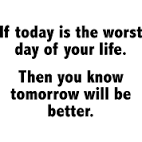 If today is the worst
day of your life.
Then you know
tomorrow will be
better.